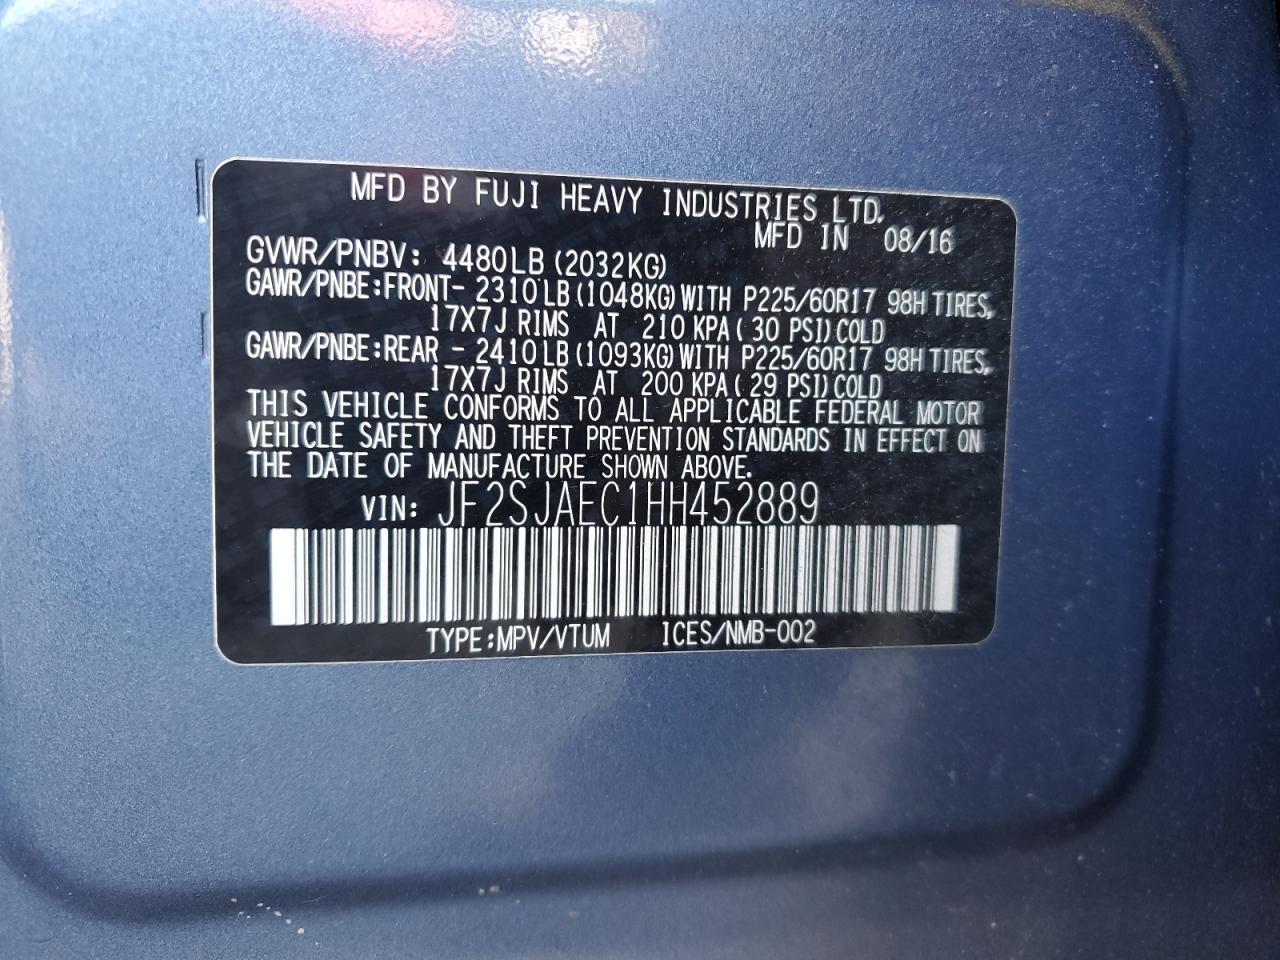 MFD BY FUJI HEAVY INDUSTRIES LTD.
MFD IN 08/16
GVWR/PNBV: 4480LB (2032KG)
GAWR/PNBE:FRONT- 2310LB (1048KG) WITH P225/60R17 98H TIRES,
17X7J RIMS AT 210 KPA ( 30 PSI) COLD
GAWR/PNBE:REAR - 2410LB (1093KG) WITH P225/60R17 98H TIRES,
17X7J RIMS AT 200 KPA ( 29 PSI) COLD
THIS VEHICLE CONFORMS TO ALL APPLICABLE FEDERAL MOTOR
VEHICLE SAFETY AND THEFT PREVENTION STANDARDS IN EFFECT ON
THE DATE OF MANUFACTURE SHOWN ABOVE.
VIN: JF2SJAEC1HH452889
TYPE:MPV/VTUM ICES/NMB-002